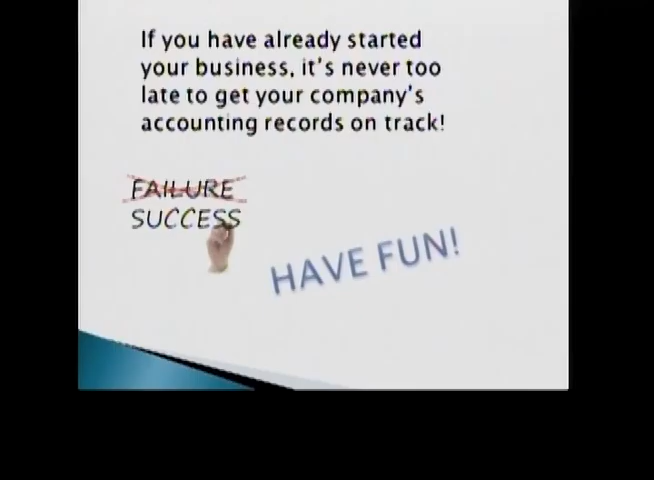 If you have already started
your business, it's never too
late to get your company's
accounting records on track!
FAILURE
SUCCESS
HAVE FUN!